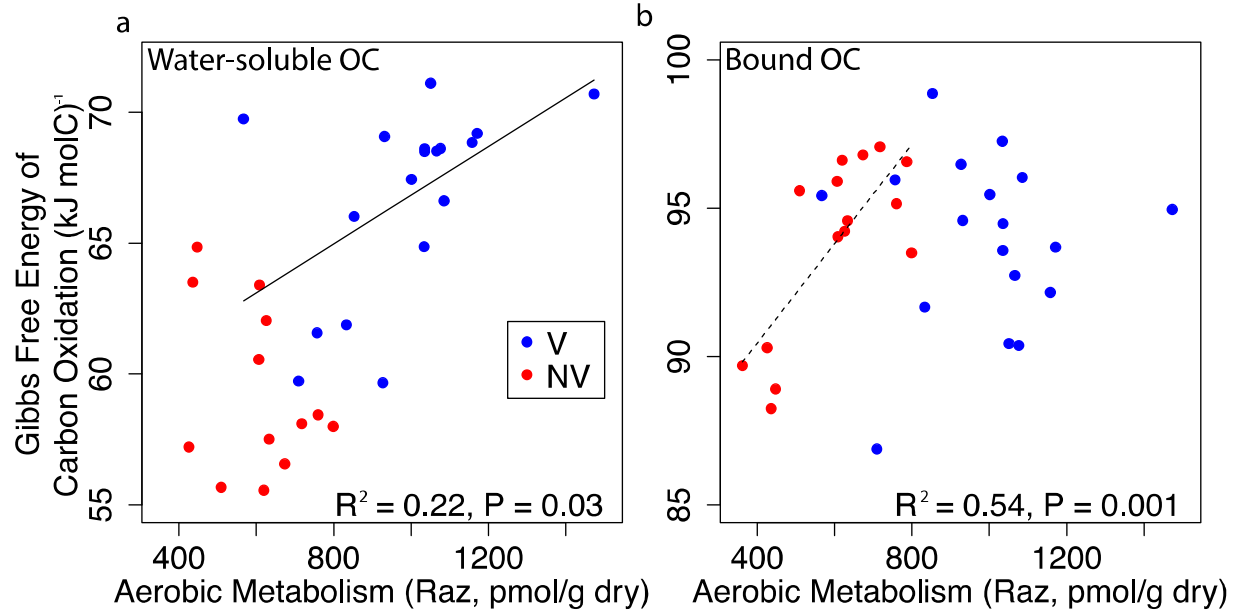 a
Water-soluble OC
Gibbs Free Energy of
Carbon Oxidation (kJ molC)⁻¹
70
65
60
55
V
NV
R² = 0.22, P = 0.03
400
800
1200
Aerobic Metabolism (Raz, pmol/g dry)
b
Bound OC
100
95
90
85
R² = 0.54, P = 0.001
400
800
1200
Aerobic Metabolism (Raz, pmol/g dry)